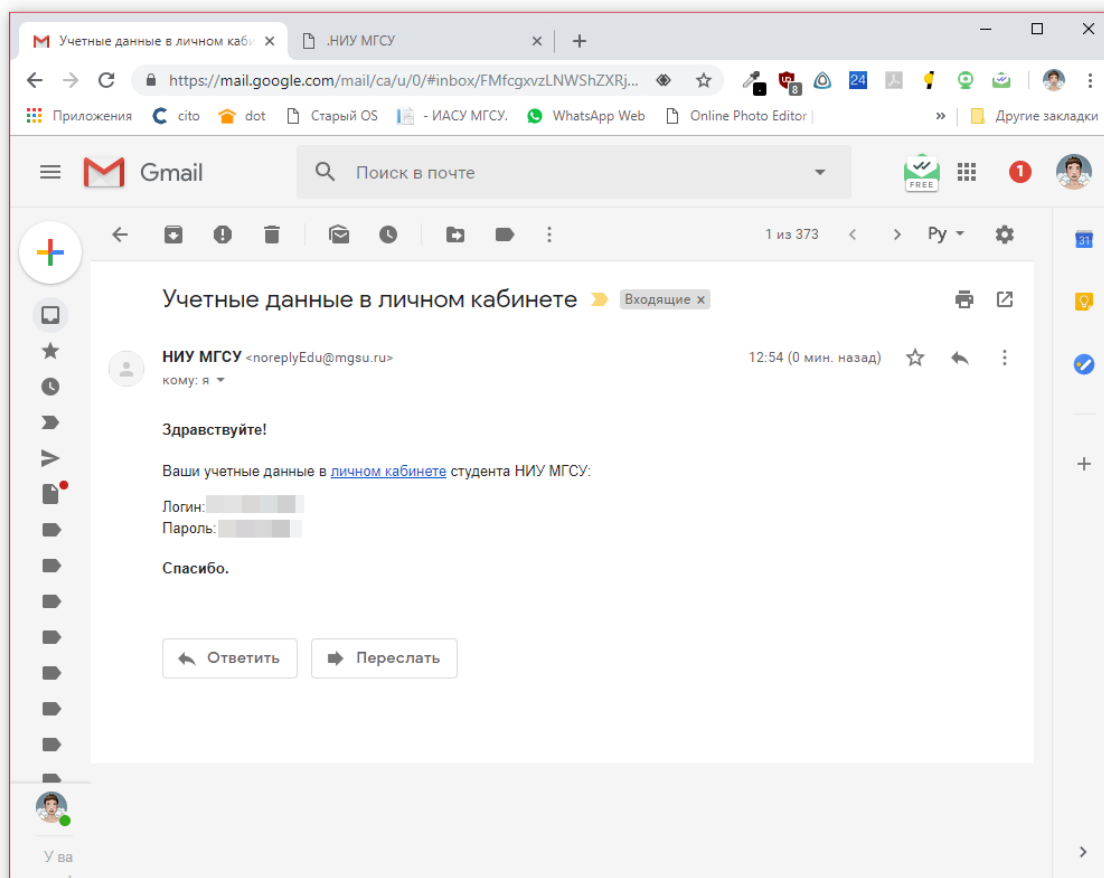 Учетные данные в личном каби
.НИУ МГСУ
https://mail.google.com/mail/ca/u/0/#inbox/FMfcgxvzLNWShZXRj...
8
24
Приложения
cito
dot
Старый OS
- ИАСУ МГСУ.
WhatsApp Web
Online Photo Editor |
»
Другие закладки
Gmail
Поиск в почте
FREE
1
1 из 373
Ру
31
Учетные данные в личном кабинете
Входящие x
НИУ МГСУ <noreplyEdu@mgsu.ru>
12:54 (0 мин. назад)
кому: я
Здравствуйте!
Ваши учетные данные в личном кабинете студента НИУ МГСУ:
Логин:
Пароль:
Спасибо.
Ответить
Переслать
У ва